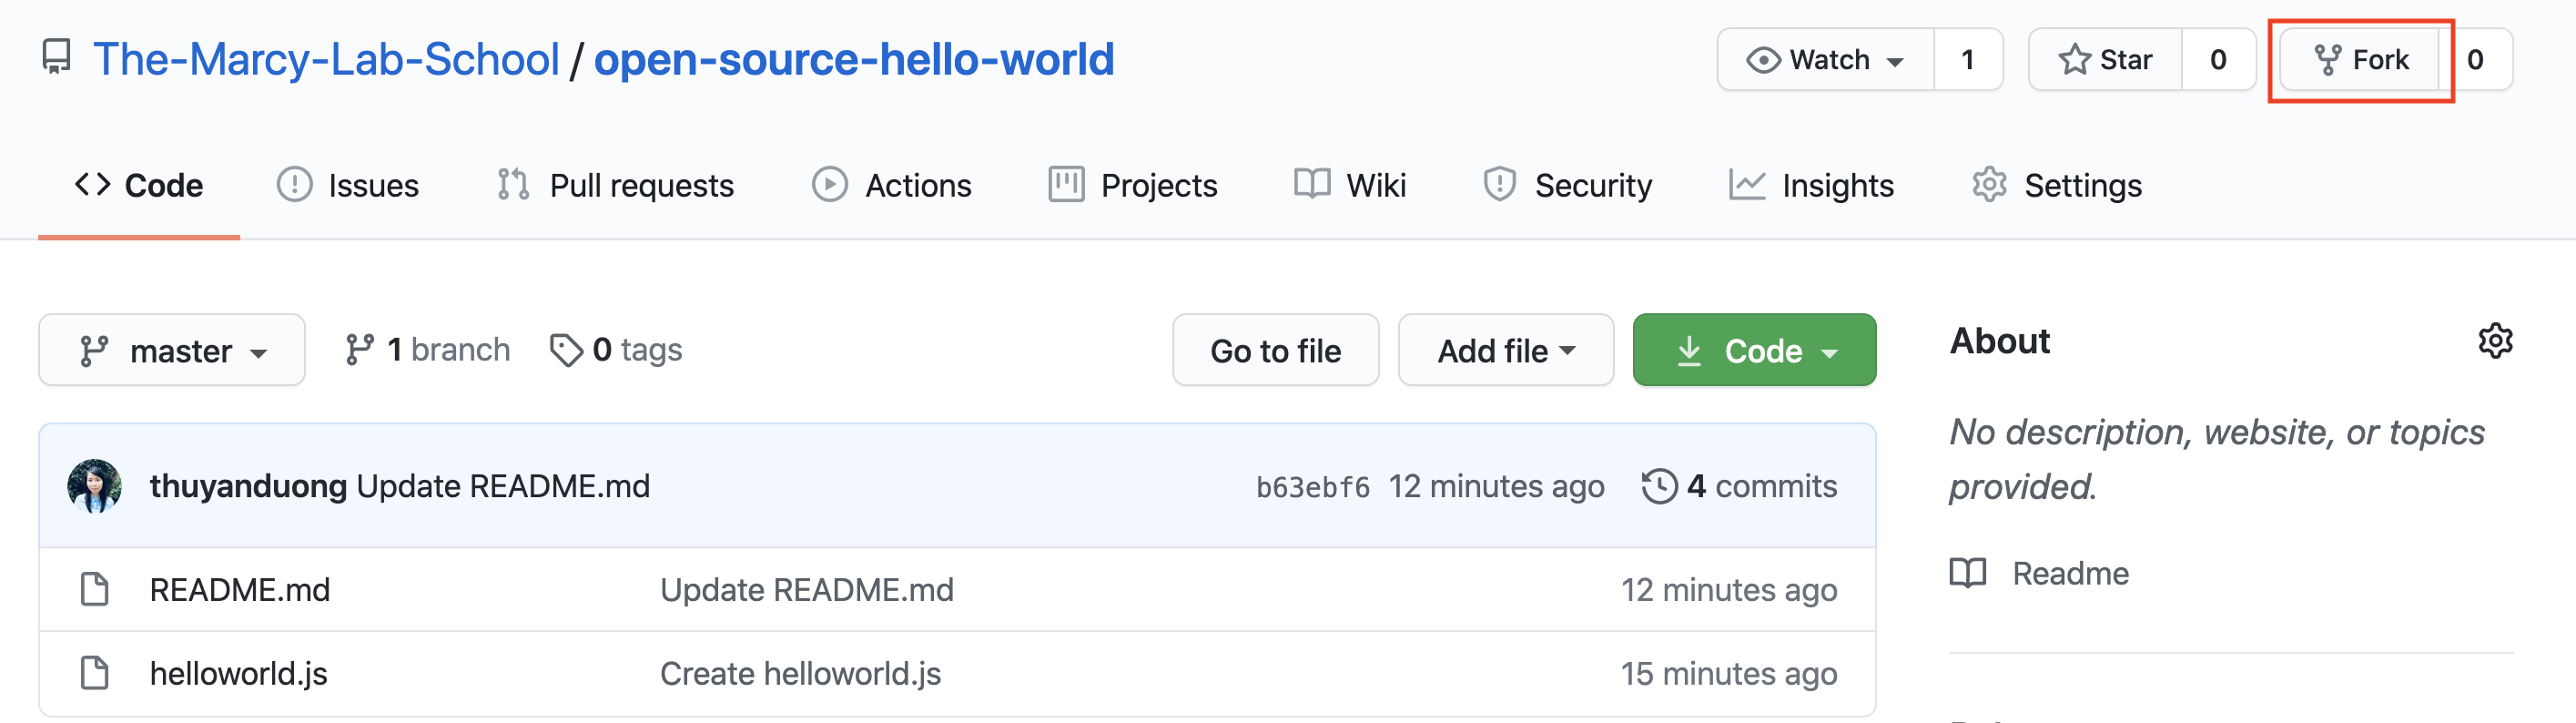 The-Marcy-Lab-School / open-source-hello-world Watch 1 Star 0 Fork 0
Code Issues Pull requests Actions Projects Wiki Security Insights Settings
master 1 branch 0 tags Go to file Add file Code
thuyanduong Update README.md b63ebf6 12 minutes ago 4 commits
README.md Update README.md 12 minutes ago
helloworld.js Create helloworld.js 15 minutes ago
About
No description, website, or topics
provided.
Readme